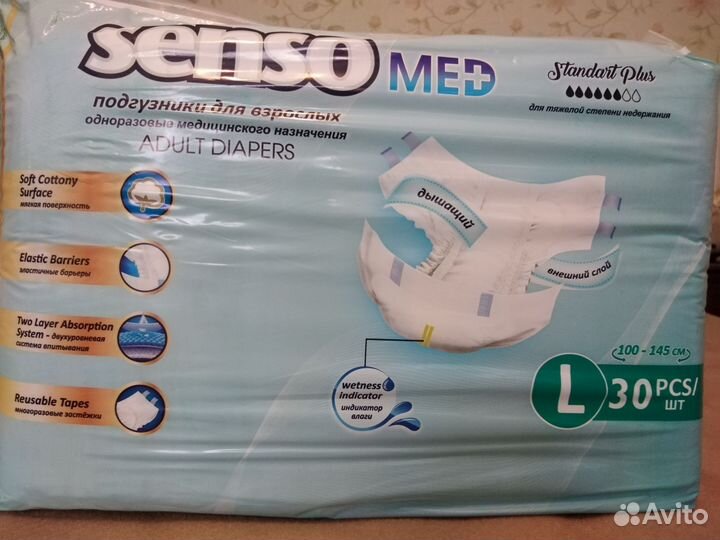 senso MED
подгузники для взрослых
одноразовые медицинского назначения
ADULT DIAPERS
Standart Plus
для тяжелой степени недержания
Soft Cottony
Surface
мягкая поверхность
Elastic Barriers
эластичные барьеры
Two Layer Absorption
System - двухуровневая
система впитывания
Reusable Tapes
многоразовые застёжки
дышащий
внешний слой
wetness
indicator
индикатор
влаги
100 - 145 см
L 30 PCS/
ШТ
Avito